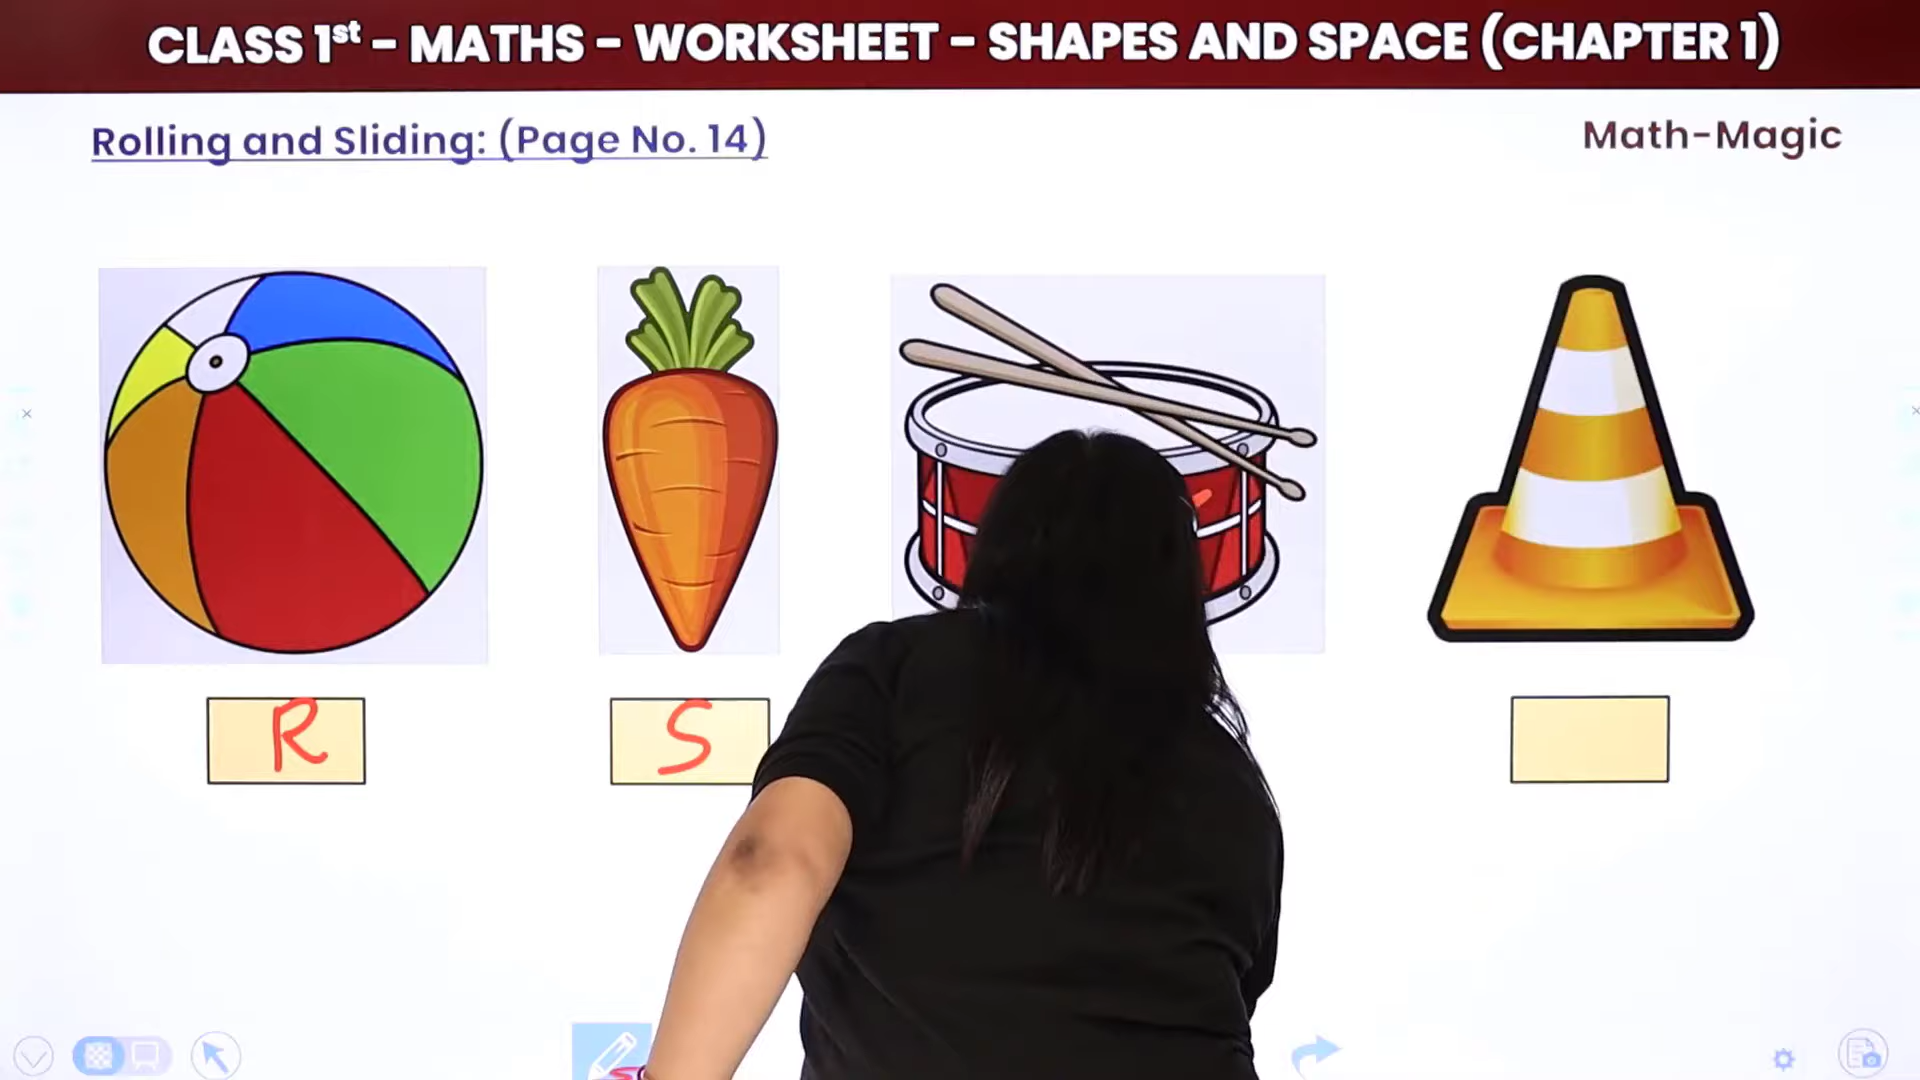 CLASS 1st - MATHS - WORKSHEET - SHAPES AND SPACE (CHAPTER 1)
Rolling and Sliding: (Page No. 14)
Math-Magic
R
S